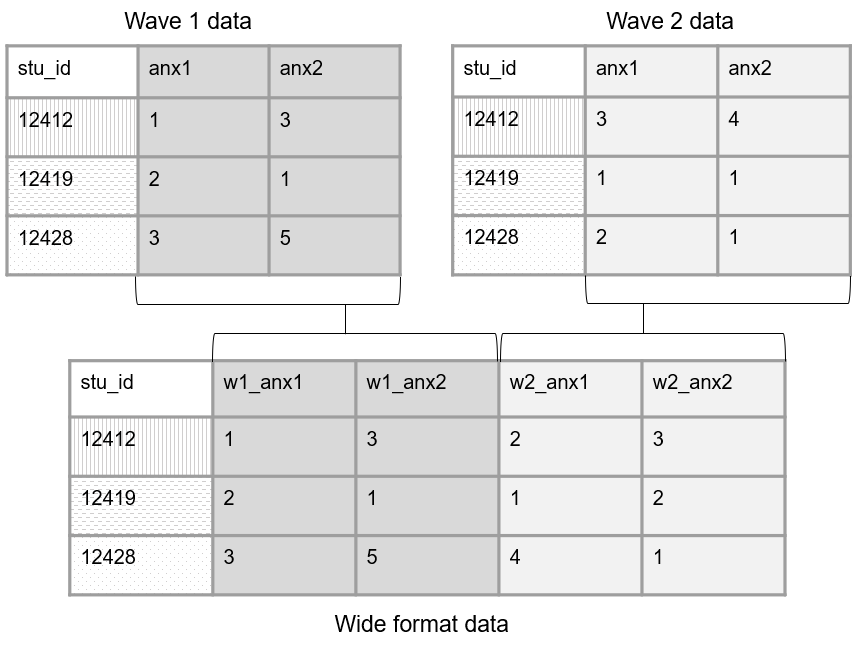 Wave 1 data
stu_id anx1 anx2
12412 1 3
12419 2 1
12428 3 5
Wave 2 data
stu_id anx1 anx2
12412 3 4
12419 1 1
12428 2 1
stu_id w1_anx1 w1_anx2 w2_anx1 w2_anx2
12412 1 3 2 3
12419 2 1 1 2
12428 3 5 4 1
Wide format data